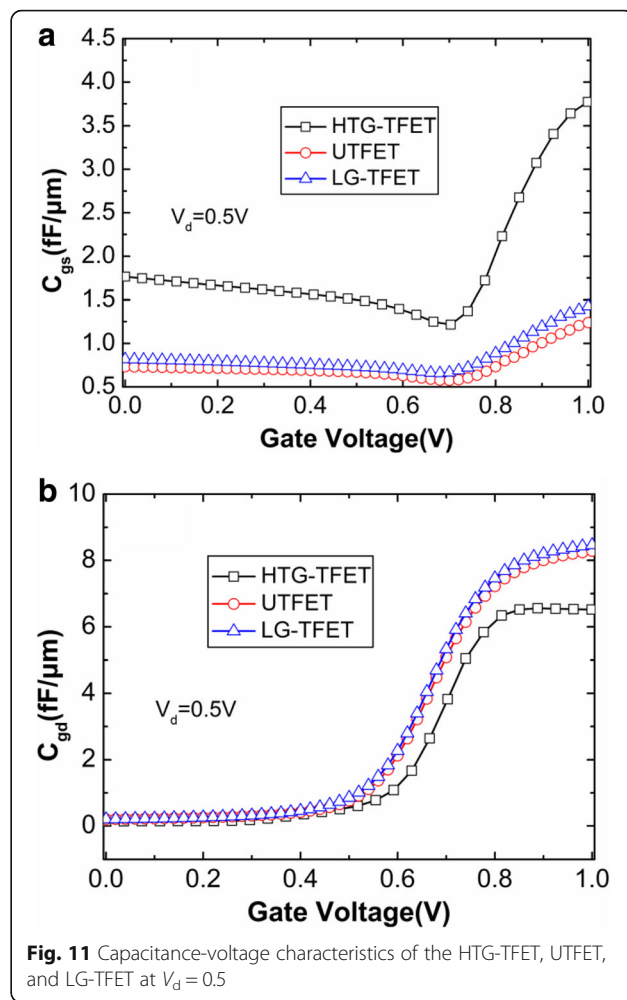 a
4.5
4.0
3.5
3.0
2.5
2.0
1.5
1.0
0.5
C_gs(fF/μm)
HTG-TFET
UTFET
LG-TFET
V_d=0.5V
0.0 0.2 0.4 0.6 0.8 1.0
Gate Voltage(V)
b
10
8
6
4
2
0
C_gd(fF/μm)
HTG-TFET
UTFET
LG-TFET
V_d=0.5V
0.0 0.2 0.4 0.6 0.8 1.0
Gate Voltage(V)
Fig. 11 Capacitance-voltage characteristics of the HTG-TFET, UTFET,
and LG-TFET at V_d = 0.5